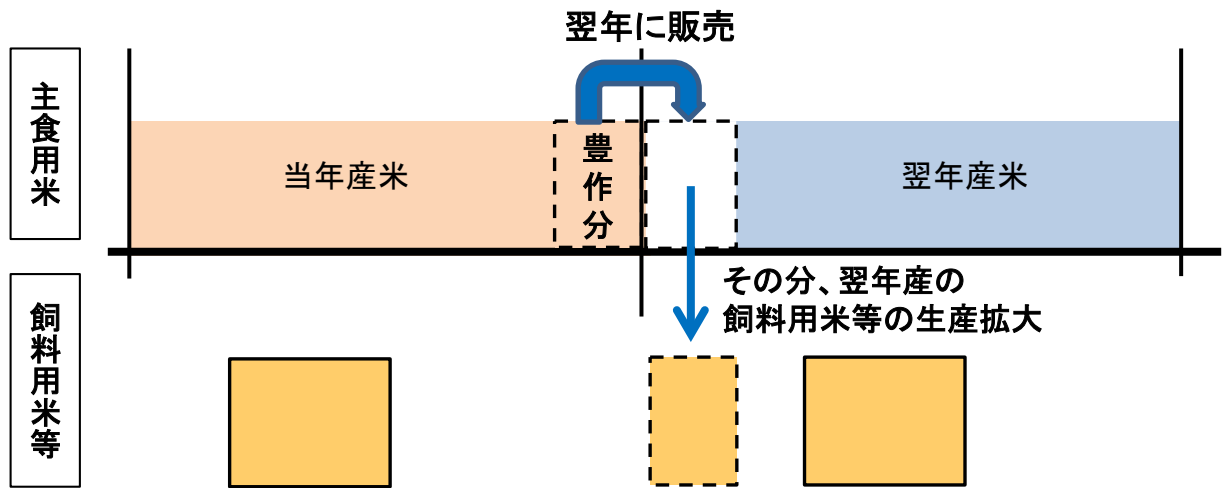 翌年に販売
主食用米
当年産米
豊作分
翌年産米
その分、翌年産の
飼料用米等の生産拡大
飼料用米等